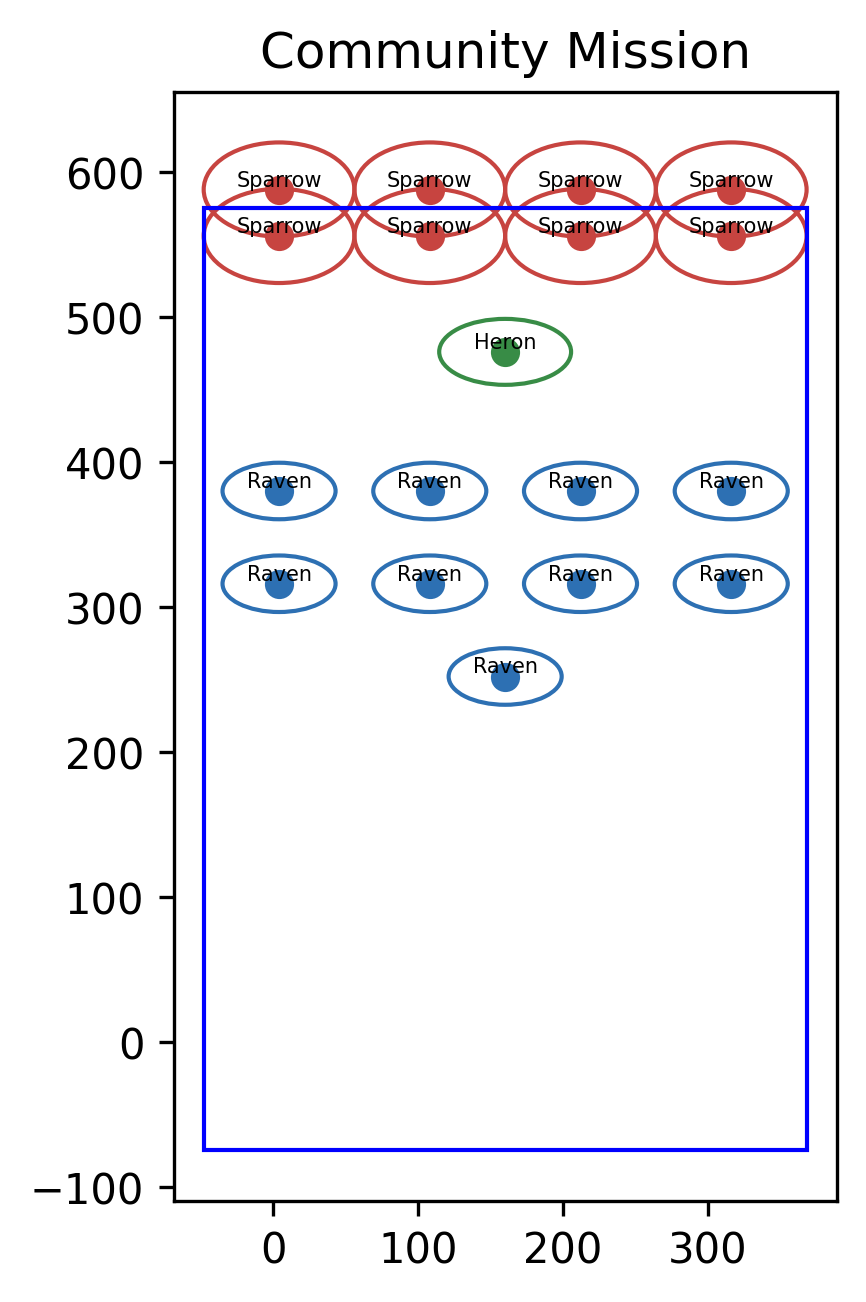 Community Mission
600
Sparrow Sparrow Sparrow Sparrow
Sparrow Sparrow Sparrow Sparrow
500
Heron
400
Raven Raven Raven Raven
Raven Raven Raven Raven
300
Raven
200
100
0
−100
0 100 200 300